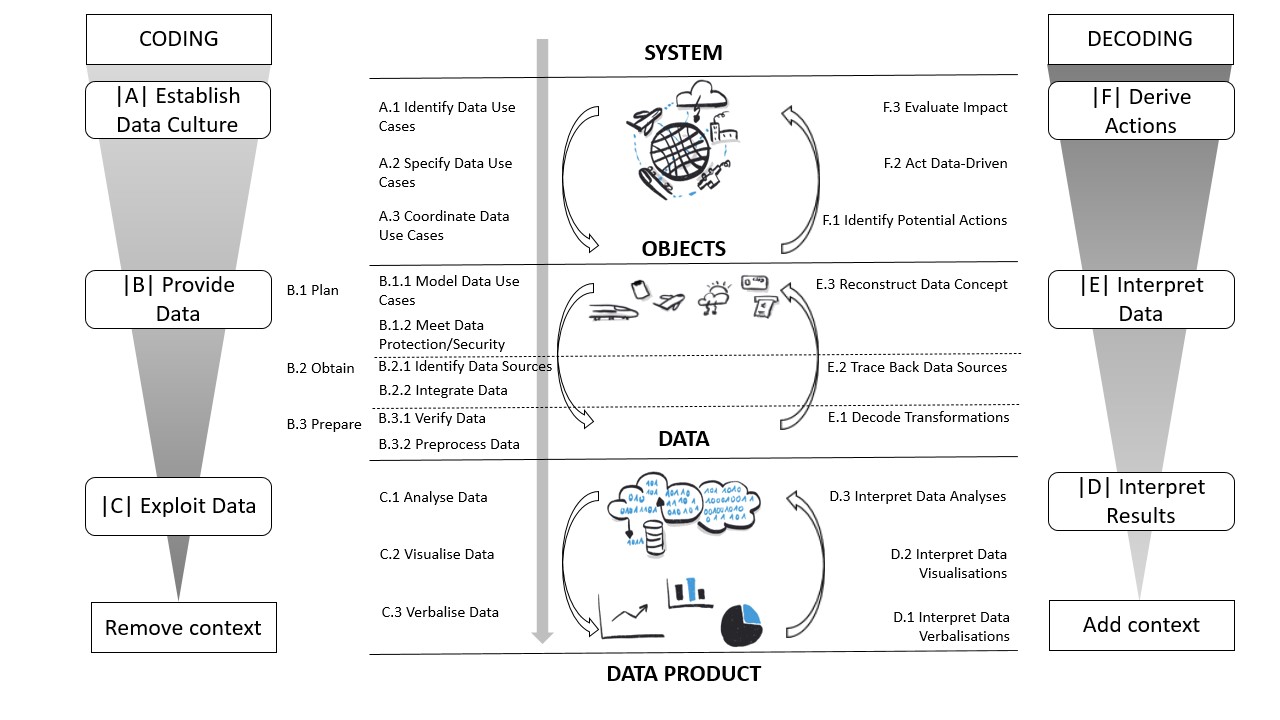 CODING
DECODING
SYSTEM
|A| Establish
Data Culture
A.1 Identify Data Use
Cases
A.2 Specify Data Use
Cases
A.3 Coordinate Data
Use Cases
F.3 Evaluate Impact
F.2 Act Data-Driven
F.1 Identify Potential Actions
|F| Derive
Actions
OBJECTS
|B| Provide
Data
B.1 Plan
B.1.1 Model Data Use
Cases
B.1.2 Meet Data
Protection/Security
B.2 Obtain
B.2.1 Identify Data Sources
B.2.2 Integrate Data
B.3 Prepare
B.3.1 Verify Data
B.3.2 Preprocess Data
E.3 Reconstruct Data Concept
E.2 Trace Back Data Sources
E.1 Decode Transformations
|E| Interpret
Data
DATA
|C| Exploit Data
C.1 Analyse Data
C.2 Visualise Data
C.3 Verbalise Data
D.3 Interpret Data Analyses
D.2 Interpret Data
Visualisations
D.1 Interpret Data
Verbalisations
|D| Interpret
Results
Remove context
Add context
DATA PRODUCT